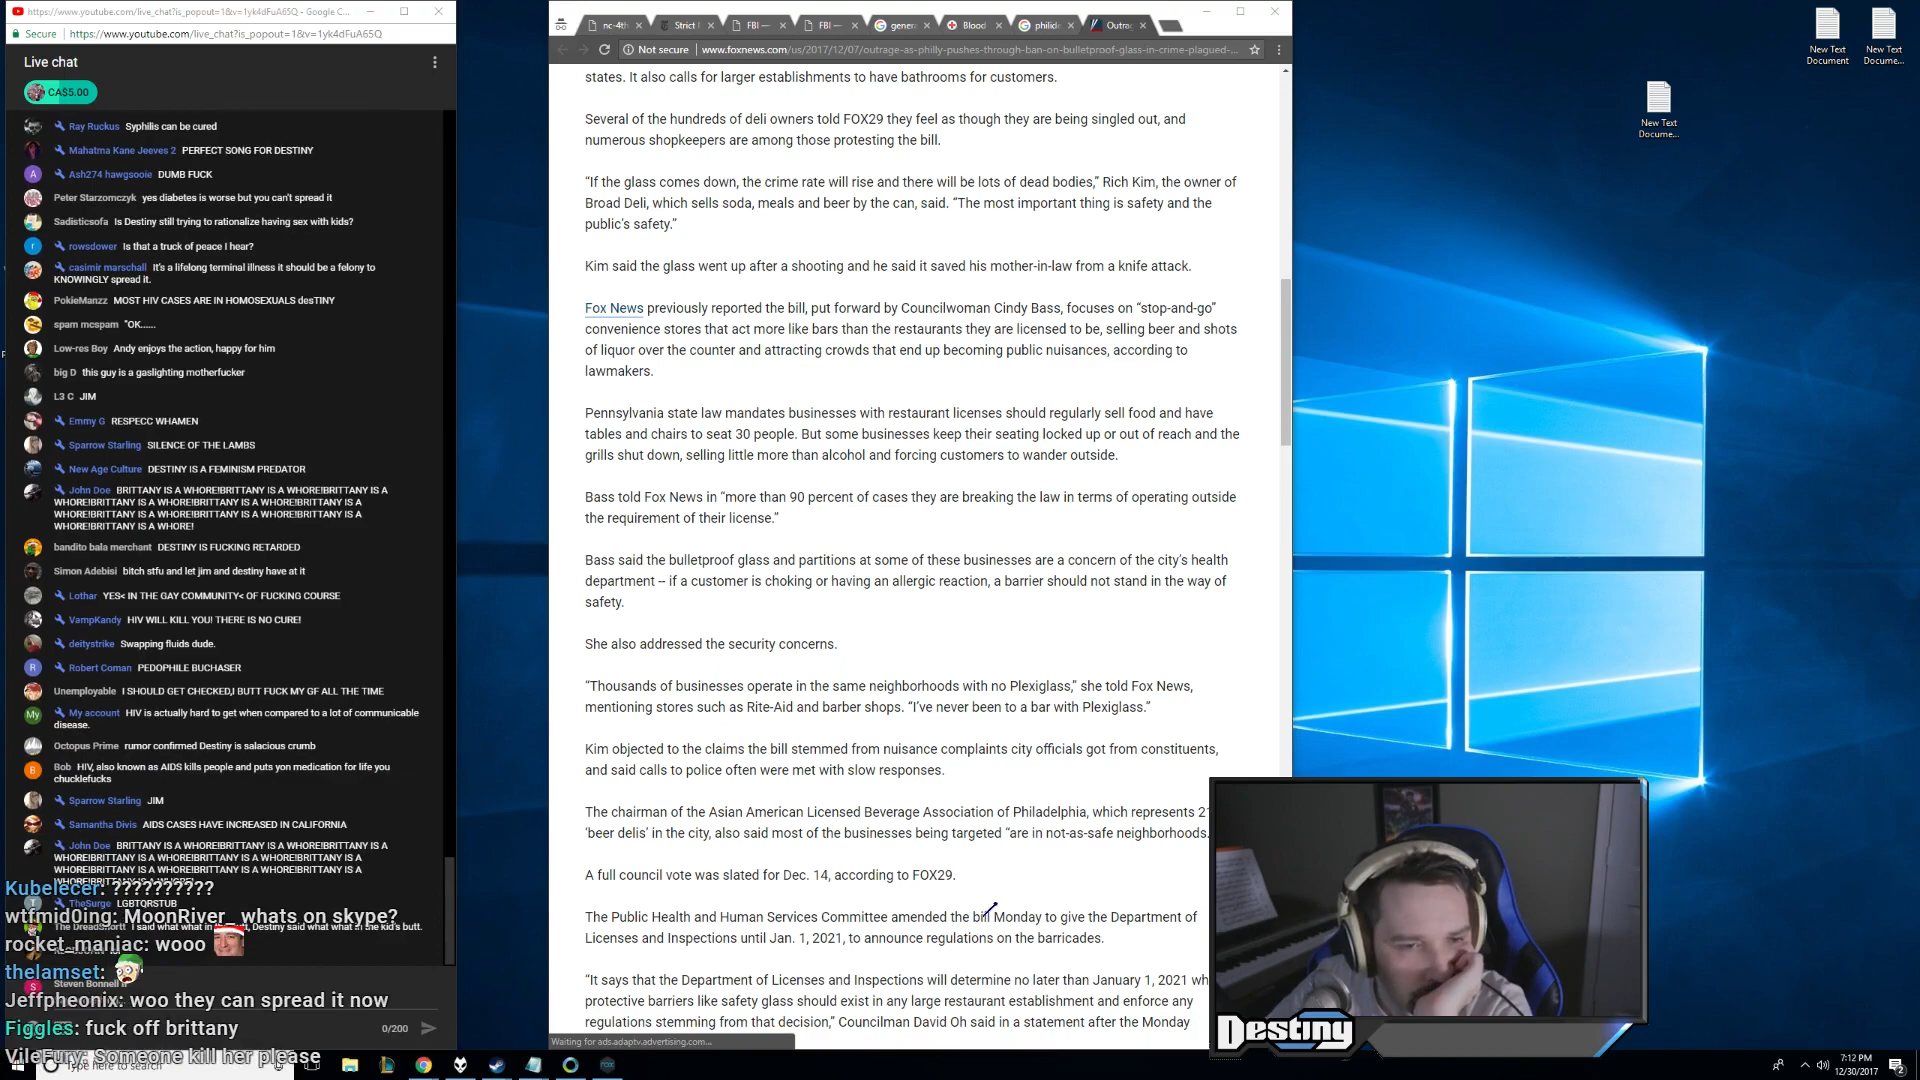 https://www.youtube.com/live_chat?is_popout=1&v=1yk4dFuA65Q - Google C...
Secure
https://www.youtube.com/live_chat?is_popout=1&v=1yk4dFuA65Q
Live chat
CA$5.00
Ray Ruckus Syphilis can be cured
Mahatma Kane Jeeves 2 PERFECT SONG FOR DESTINY
Ash274 hawgsooie DUMB FUCK
Peter Starzomczyk yes diabetes is worse but you can't spread it
Sadisticsofa Is Destiny still trying to rationalize having sex with kids?
rowsdower Is that a truck of peace I hear?
casimir marschall It's a lifelong terminal illness it should be a felony to
KNOWINGLY spread it.
PokieManzz MOST HIV CASES ARE IN HOMOSEXUALS desTINY
spam mcspam "OK......
Low-res Boy Andy enjoys the action, happy for him
big D this guy is a gaslighting motherfucker
L3 C JIM
Emmy G RESPECC WHAMEN
Sparrow Starling SILENCE OF THE LAMBS
New Age Culture DESTINY IS A FEMINISM PREDATOR
John Doe BRITTANY IS A WHORE!BRITTANY IS A WHORE!BRITTANY IS A
WHORE!BRITTANY IS A WHORE!BRITTANY IS A WHORE!BRITTANY IS A
WHORE!BRITTANY IS A WHORE!BRITTANY IS A WHORE!BRITTANY IS A
WHORE!BRITTANY IS A WHORE!
bandito bala merchant DESTINY IS FUCKING RETARDED
Simon Adebisi bitch stfu and let jim and destiny have at it
Lothar YES< IN THE GAY COMMUNITY< OF FUCKING COURSE
VampKandy HIV WILL KILL YOU! THERE IS NO CURE!
deitystrike Swapping fluids dude.
Robert Coman PEDOPHILE BUCHASER
Unemployable I SHOULD GET CHECKED,I BUTT FUCK MY GF ALL THE TIME
My account HIV is actually hard to get when compared to a lot of communicable
disease.
Octopus Prime rumor confirmed Destiny is salacious crumb
Bob HIV, also known as AIDS kills people and puts yon medication for life you
chucklefucks
Sparrow Starling JIM
Samantha Divis AIDS CASES HAVE INCREASED IN CALIFORNIA
John Doe BRITTANY IS A WHORE!BRITTANY IS A WHORE!BRITTANY IS A
WHORE!BRITTANY IS A WHORE!BRITTANY IS A WHORE!BRITTANY IS A
WHORE!BRITTANY IS A WHORE!BRITTANY IS A WHORE!BRITTANY IS A
Kubelecer: ??????????
TheSurge LGBTQRSTUB
wtfmid0ing: MoonRiver_ whats on skype?
I said what what in butt, Destiny said what what in the kid's butt.
rocket_maniac: wooo
thelamset:
Steven Bonnell II
Jeffpheonix: woo they can spread it now
Figgles: fuck off brittany
0/200
VileFury: Someone kill her please
Type here to search
nc-4th
Strict
FBI —
FBI —
genera
Blood
philide
Outrag
Not secure
www.foxnews.com/us/2017/12/07/outrage-as-philly-pushes-through-ban-on-bulletproof-glass-in-crime-plagued-...
states. It also calls for larger establishments to have bathrooms for customers.
Several of the hundreds of deli owners told FOX29 they feel as though they are being singled out, and
numerous shopkeepers are among those protesting the bill.
“If the glass comes down, the crime rate will rise and there will be lots of dead bodies,” Rich Kim, the owner of
Broad Deli, which sells soda, meals and beer by the can, said. “The most important thing is safety and the
public’s safety.”
Kim said the glass went up after a shooting and he said it saved his mother-in-law from a knife attack.
Fox News previously reported the bill, put forward by Councilwoman Cindy Bass, focuses on “stop-and-go”
convenience stores that act more like bars than the restaurants they are licensed to be, selling beer and shots
of liquor over the counter and attracting crowds that end up becoming public nuisances, according to
lawmakers.
Pennsylvania state law mandates businesses with restaurant licenses should regularly sell food and have
tables and chairs to seat 30 people. But some businesses keep their seating locked up or out of reach and the
grills shut down, selling little more than alcohol and forcing customers to wander outside.
Bass told Fox News in “more than 90 percent of cases they are breaking the law in terms of operating outside
the requirement of their license.”
Bass said the bulletproof glass and partitions at some of these businesses are a concern of the city’s health
department – if a customer is choking or having an allergic reaction, a barrier should not stand in the way of
safety.
She also addressed the security concerns.
“Thousands of businesses operate in the same neighborhoods with no Plexiglass,” she told Fox News,
mentioning stores such as Rite-Aid and barber shops. “I’ve never been to a bar with Plexiglass.”
Kim objected to the claims the bill stemmed from nuisance complaints city officials got from constituents,
and said calls to police often were met with slow responses.
The chairman of the Asian American Licensed Beverage Association of Philadelphia, which represents
‘beer delis’ in the city, also said most of the businesses being targeted “are in not-as-safe neighborhoods.
A full council vote was slated for Dec. 14, according to FOX29.
The Public Health and Human Services Committee amended the bill Monday to give the Department of
Licenses and Inspections until Jan. 1, 2021, to announce regulations on the barricades.
“It says that the Department of Licenses and Inspections will determine no later than January 1, 2021 wh
protective barriers like safety glass should exist in any large restaurant establishment and enforce any
regulations stemming from that decision,” Councilman David Oh said in a statement after the Monday
Waiting for ads.adaptv.advertising.com...
New Text
Document
New Text
Docume...
New Text
Docume...
Destiny
7:12 PM
12/30/2017